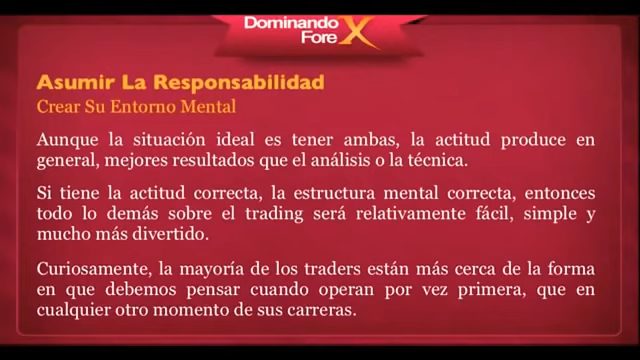 Dominando
Fore X
Asumir La Responsabilidad
Crear Su Entorno Mental
Aunque la situación ideal es tener ambas, la actitud produce en
general, mejores resultados que el análisis o la técnica.
Si tiene la actitud correcta, la estructura mental correcta, entonces
todo lo demás sobre el trading será relativamente fácil, simple y
mucho más divertido.
Curiosamente, la mayoría de los traders están más cerca de la forma
en que debemos pensar cuando operan por vez primera, que en
cualquier otro momento de sus carreras.